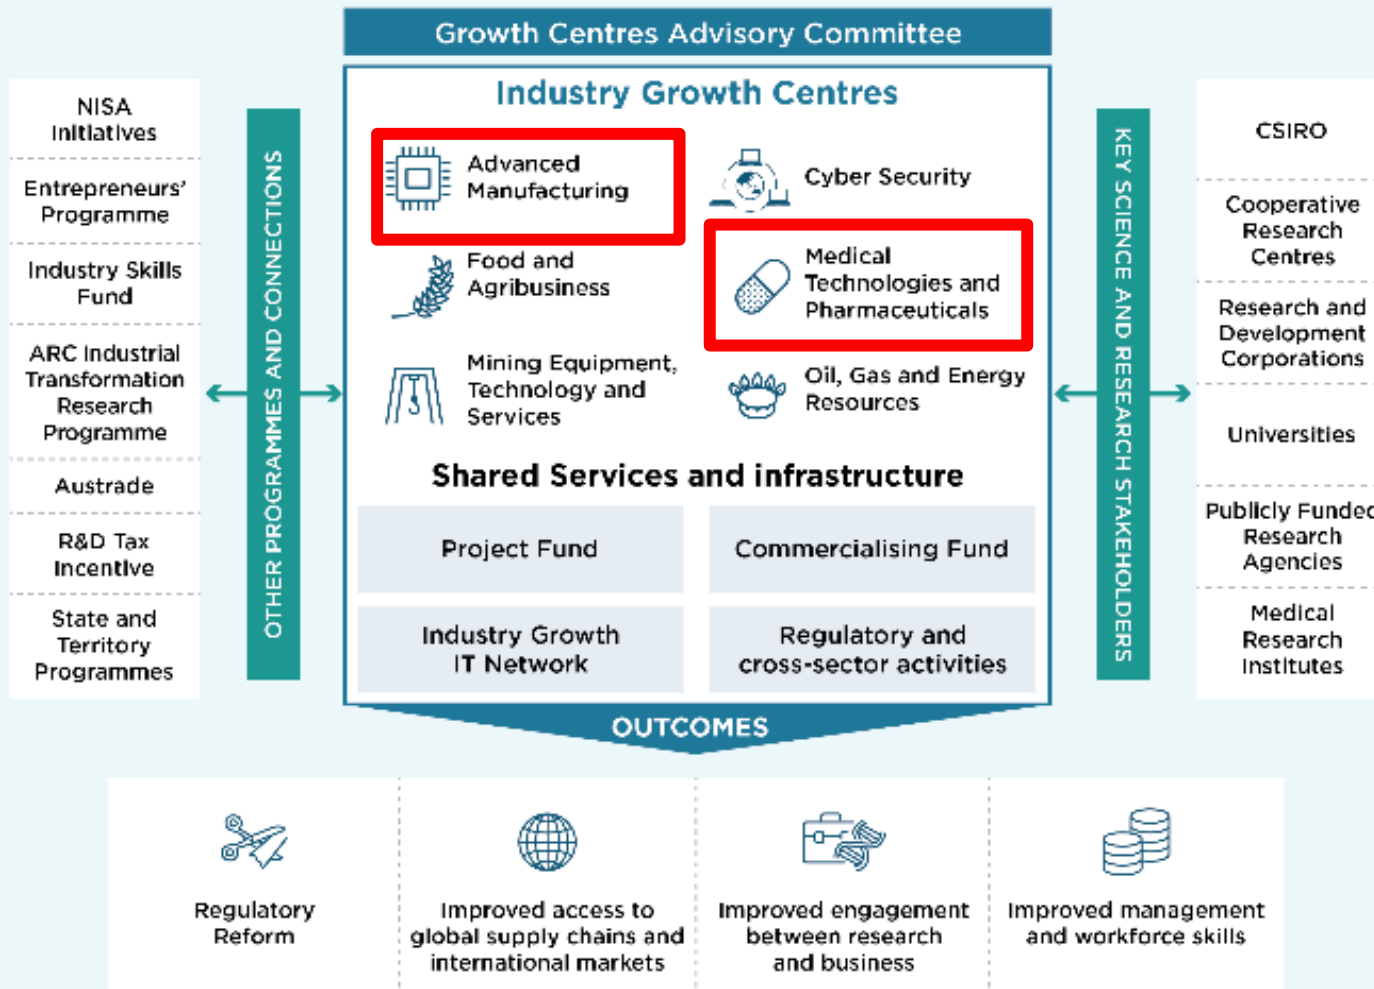 Growth Centres Advisory Committee
Industry Growth Centres
NISA
Initiatives
Entrepreneurs'
Programme
Industry Skills
Fund
ARC Industrial
Transformation
Research
Programme
Austrade
R&D Tax
Incentive
State and
Territory
Programmes
OTHER PROGRAMMES AND CONNECTIONS
Advanced
Manufacturing
Cyber Security
Food and
Agribusiness
Medical
Technologies and
Pharmaceuticals
Mining Equipment,
Technology and
Services
Oil, Gas and Energy
Resources
Shared Services and infrastructure
Project Fund
Commercialising Fund
Industry Growth
IT Network
Regulatory and
cross-sector activities
KEY SCIENCE AND RESEARCH STAKEHOLDERS
CSIRO
Cooperative
Research
Centres
Research and
Development
Corporations
Universities
Publicly Funded
Research
Agencies
Medical
Research
Institutes
OUTCOMES
Regulatory
Reform
Improved access to
global supply chains and
international markets
Improved engagement
between research
and business
Improved management
and workforce skills